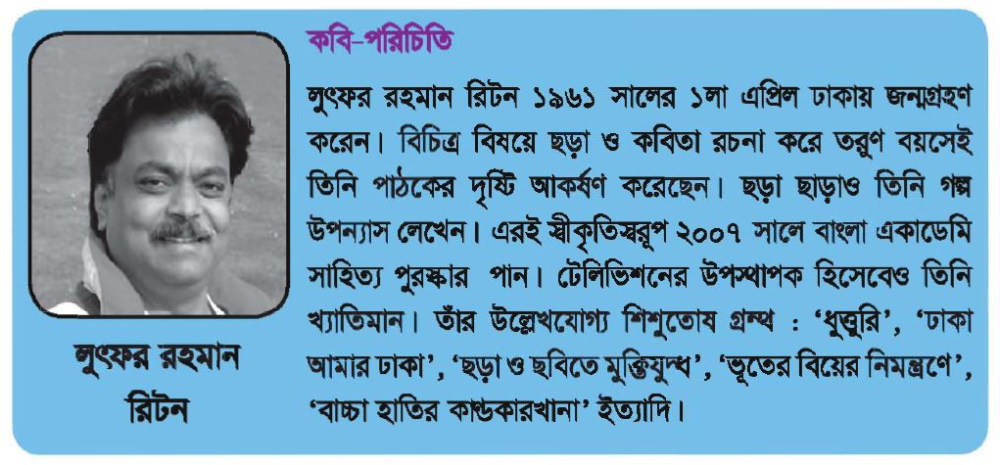 কবি-পরিচিতি
লুৎফর রহমান রিটন ১৯৬১ সালের ১লা এপ্রিল ঢাকায় জন্মগ্রহণ
করেন। বিচিত্র বিষয়ে ছড়া ও কবিতা রচনা করে তরুণ বয়সেই
তিনি পাঠকের দৃষ্টি আকর্ষণ করেছেন। ছড়া ছাড়াও তিনি গল্প
উপন্যাস লেখেন। এরই স্বীকৃতিস্বরূপ ২০০৭ সালে বাংলা একাডেমি
সাহিত্য পুরস্কার পান। টেলিভিশনের উপস্থাপক হিসেবেও তিনি
খ্যাতিমান। তাঁর উল্লেখযোগ্য শিশুতোষ গ্রন্থ : ‘ধুত্তুরি’, ‘ঢাকা
আমার ঢাকা’, ‘ছড়া ও ছবিতে মুক্তিযুদ্ধ’, ‘ভূতের বিয়ের নিমন্ত্রণে’,
‘বাচ্চা হাতির কাণ্ডকারখানা’ ইত্যাদি।
লুৎফর রহমান
রিটন